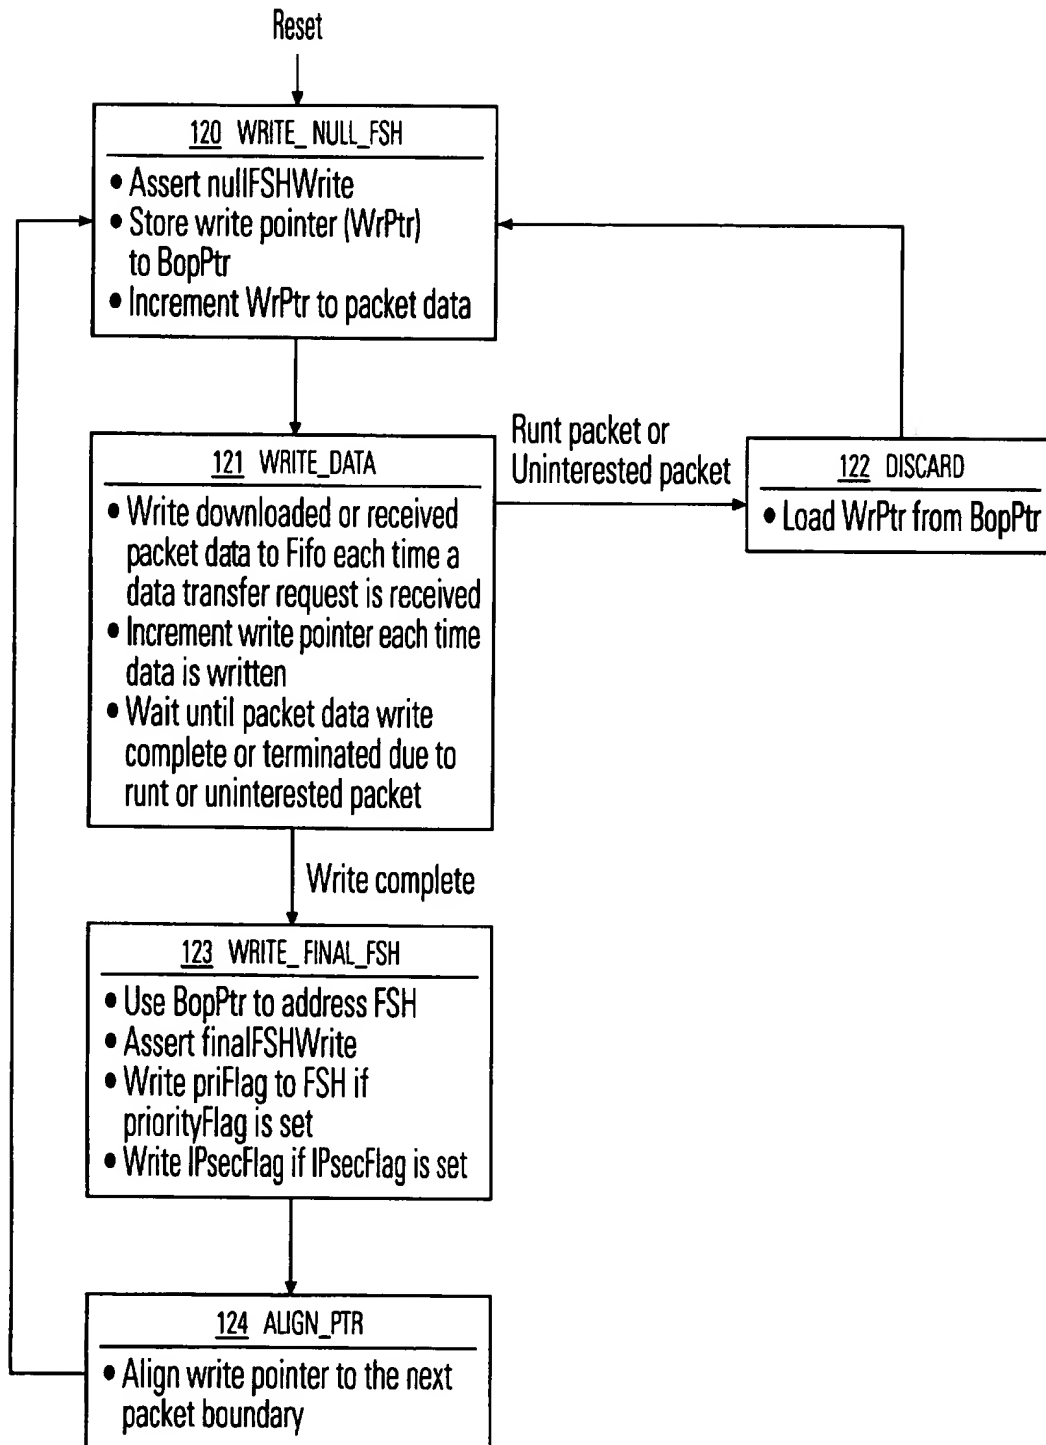 Reset
120 WRITE_NULL_FSH
• Assert nullFSHWrite
• Store write pointer (WrPtr)
to BopPtr
• Increment WrPtr to packet data
121 WRITE_DATA
• Write downloaded or received
packet data to Fifo each time a
data transfer request is received
• Increment write pointer each time
data is written
• Wait until packet data write
complete or terminated due to
runt or uninterested packet
Runt packet or
Uninterested packet
122 DISCARD
• Load WrPtr from BopPtr
Write complete
123 WRITE_FINAL_FSH
• Use BopPtr to address FSH
• Assert finalFSHWrite
• Write priFlag to FSH if
priorityFlag is set
• Write IPsecFlag if IPsecFlag is set
124 ALIGN_PTR
• Align write pointer to the next
packet boundary